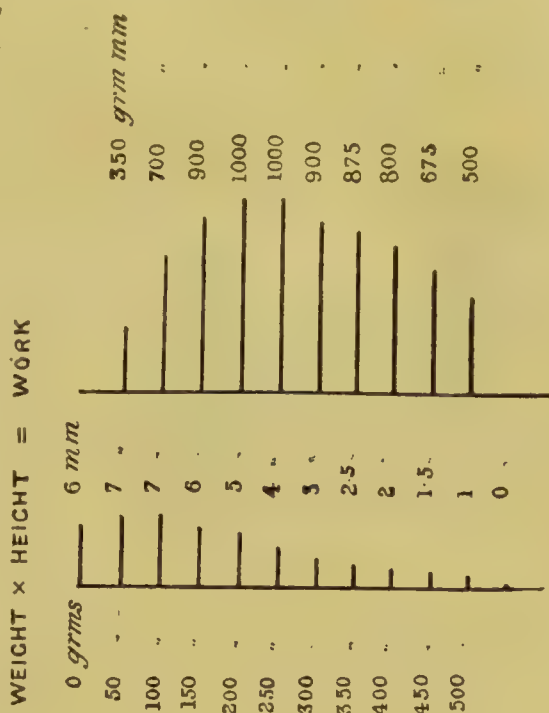 WEIGHT × HEIGHT = WORK
0 grms 6 mm
50 " 7 " 350 grm mm
100 " 7 " 700 "
150 " 6 " 900 "
200 " 5 " 1000 "
250 " 4 " 1000 "
300 " 3 " 900 "
350 " 2.5 " 875 "
400 " 2 " 800 "
450 " 1.5 " 675 "
500 1 500 "
0 "